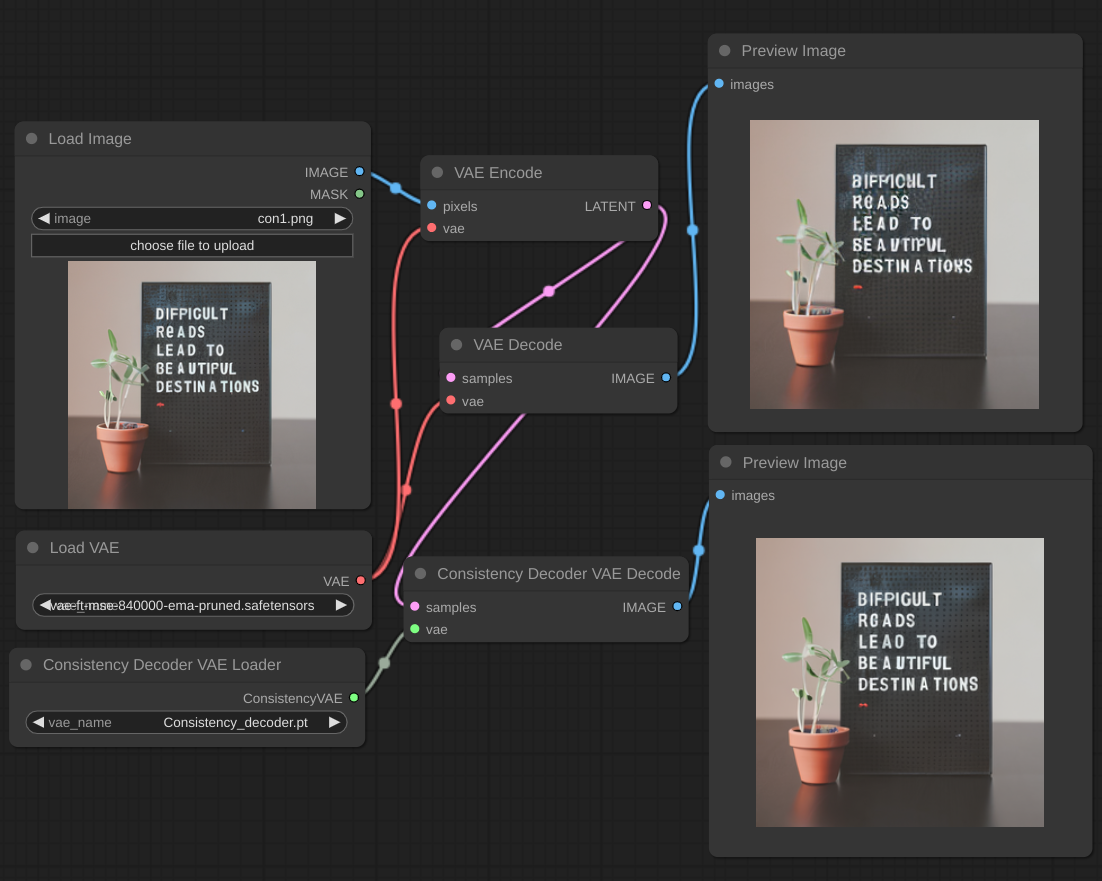 Load Image
IMAGE
MASK
image con1.png
choose file to upload
DIFFICULT
ROADS
LEAD TO
BEAUTIFUL
DESTINATIONS
Load VAE
VAE
vae-ft-mse-840000-ema-pruned.safetensors
Consistency Decoder VAE Loader
ConsistencyVAE
vae_name Consistency_decoder.pt
VAE Encode
pixels LATENT
vae
VAE Decode
samples IMAGE
vae
Consistency Decoder VAE Decode
samples IMAGE
vae
Preview Image
images
DIFFICULT
ROADS
LEAD TO
BEAUTIFUL
DESTINATIONS
Preview Image
images
DIFFICULT
ROADS
LEAD TO
BEAUTIFUL
DESTINATIONS